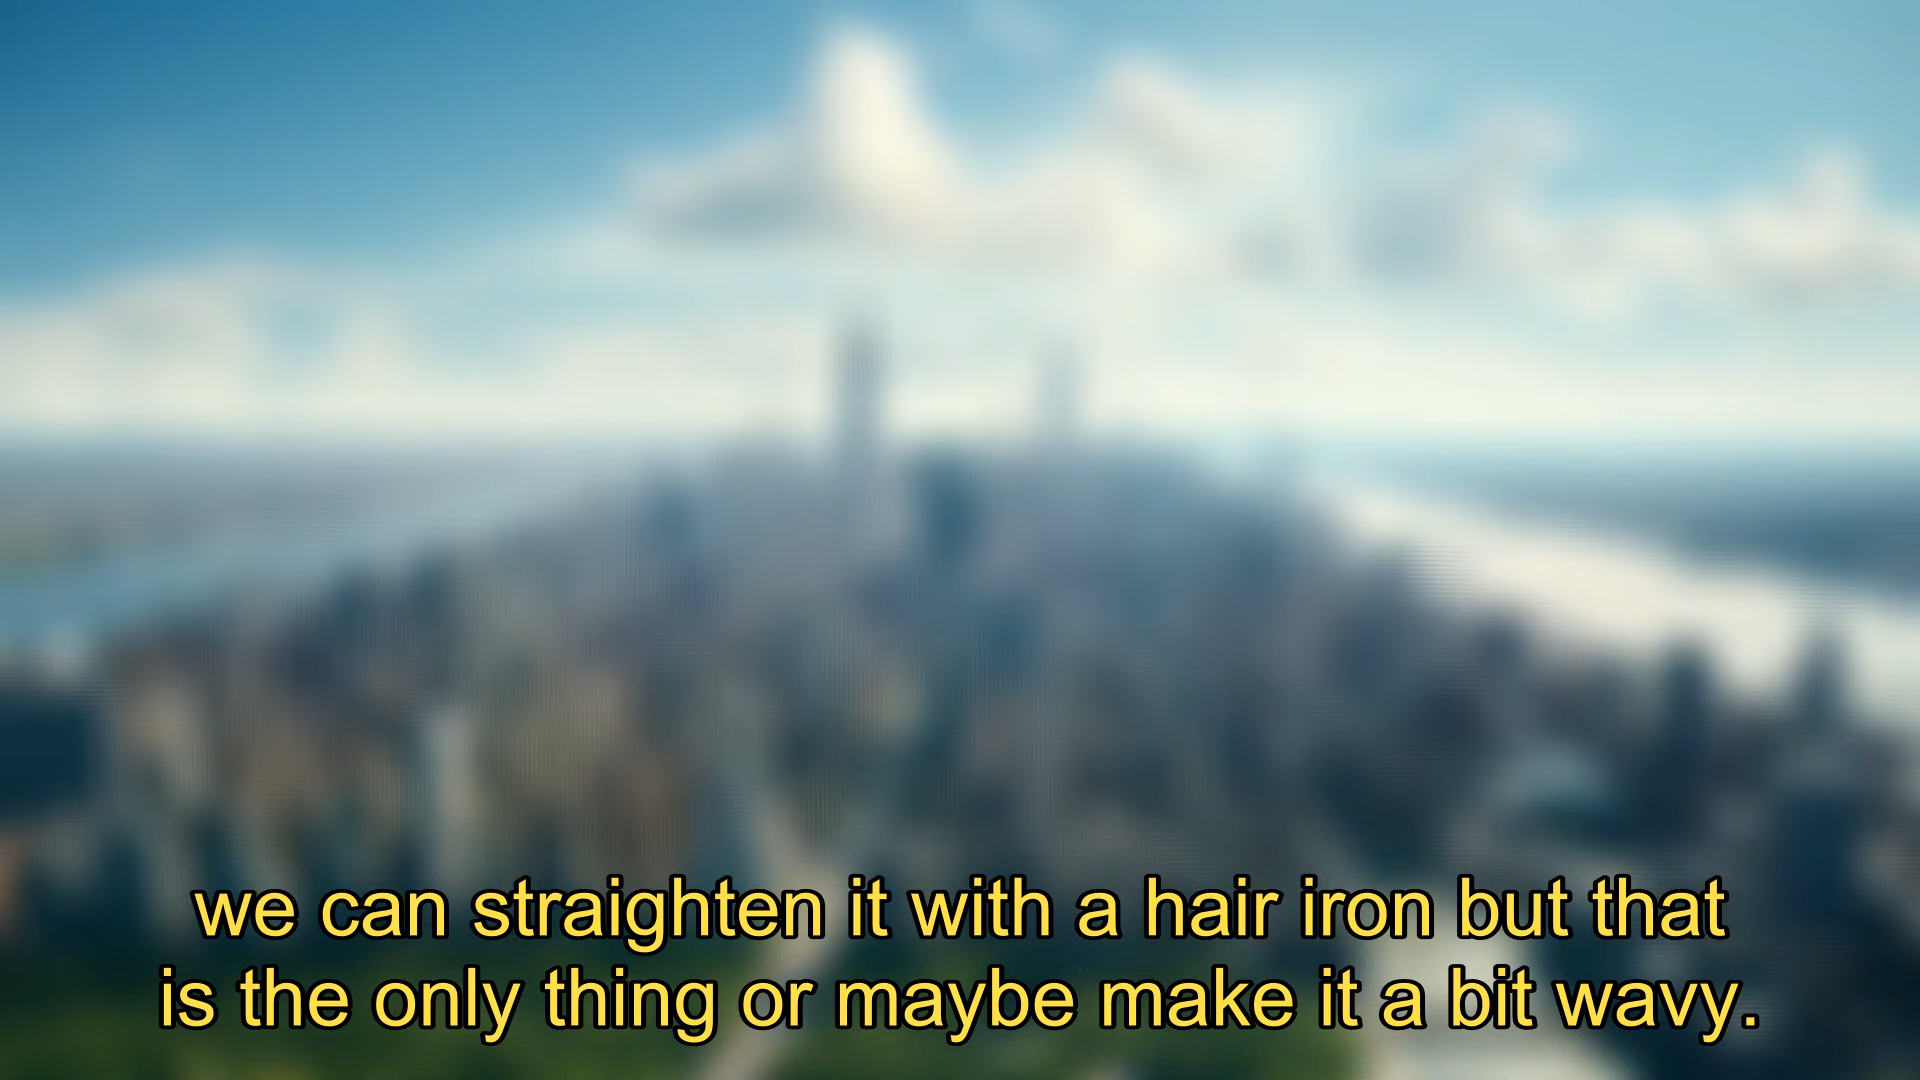 we can straighten it with a hair iron but that
is the only thing or maybe make it a bit wavy.